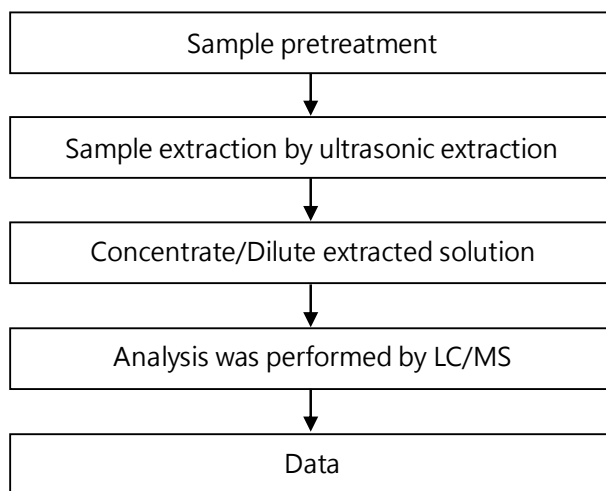 Sample pretreatment
Sample extraction by ultrasonic extraction
Concentrate/Dilute extracted solution
Analysis was performed by LC/MS
Data